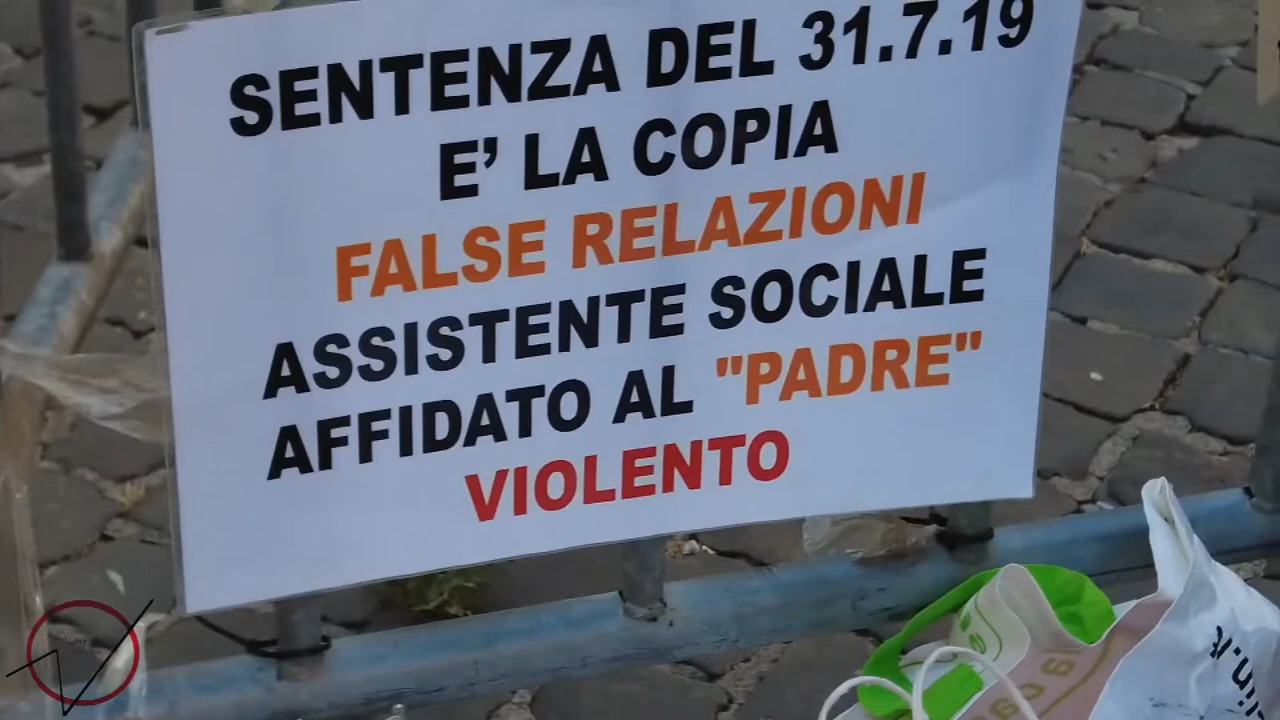 SENTENZA DEL 31.7.19
E' LA COPIA
FALSE RELAZIONI
ASSISTENTE SOCIALE
AFFIDATO AL "PADRE"
VIOLENTO